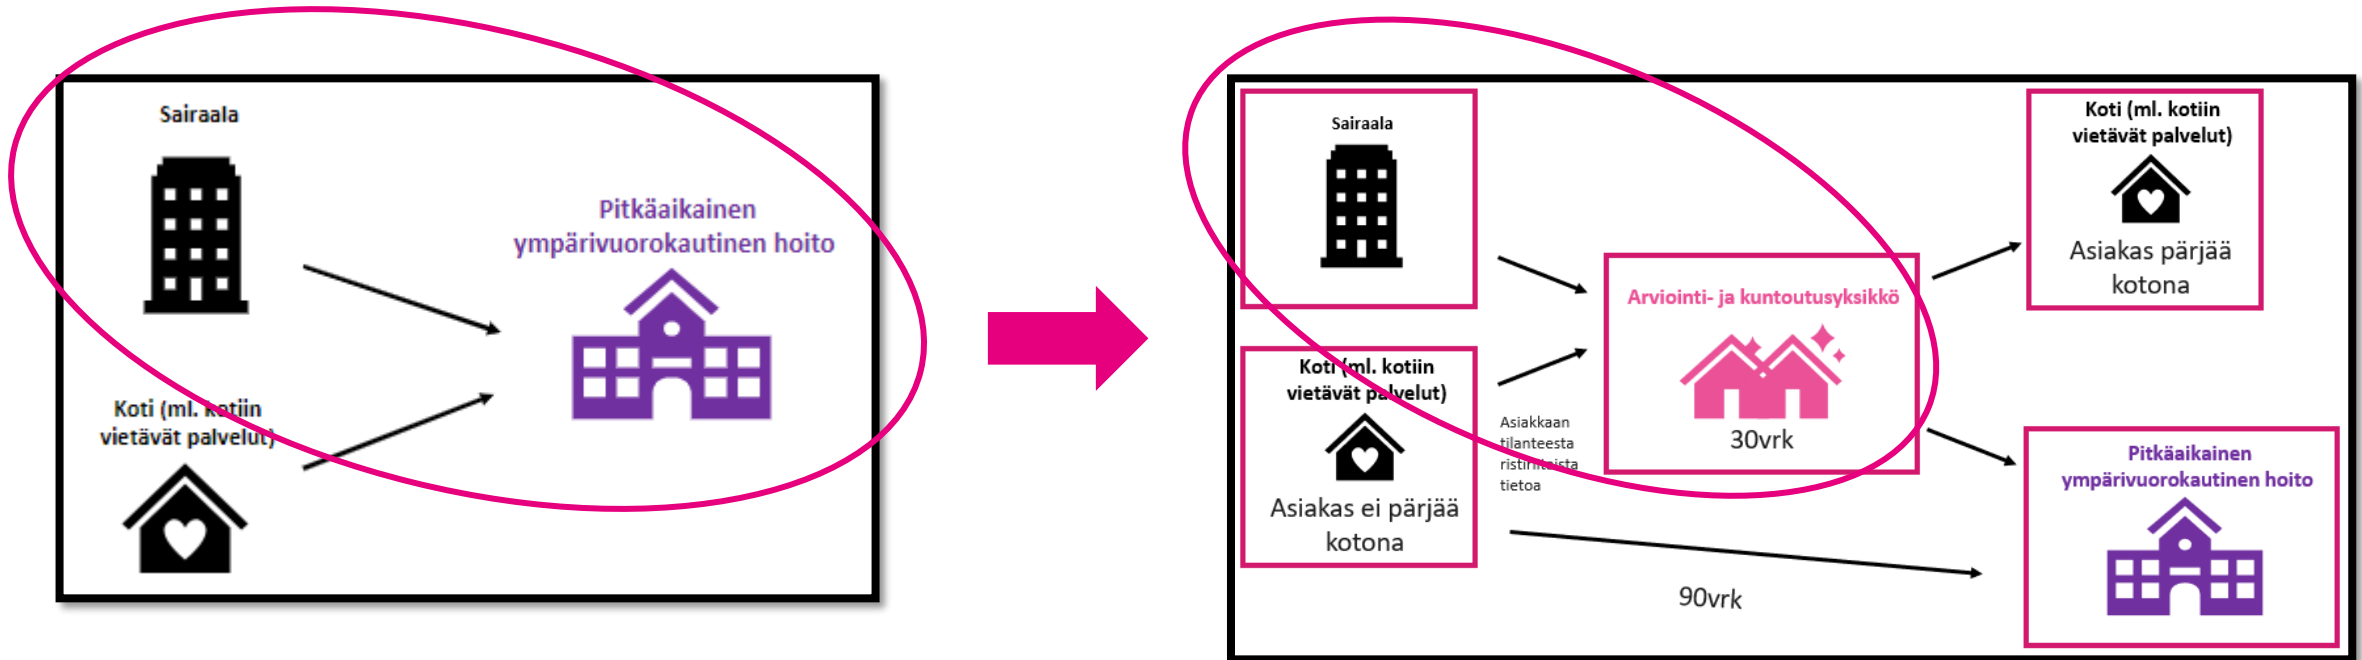 Sairaala
Pitkäaikainen
ympärivuorokautinen hoito
Koti (ml. kotiin
vietävät palvelut)
Sairaala
Koti (ml. kotiin
vietävät palvelut)
Asiakas ei pärjää
kotona
Asiakkaan
tilanteesta
ristiriitaista
tietoa
Arviointi- ja kuntoutusyksikkö
30vrk
90vrk
Koti (ml. kotiin
vietävät palvelut)
Asiakas pärjää
kotona
Pitkäaikainen
ympärivuorokautinen hoito